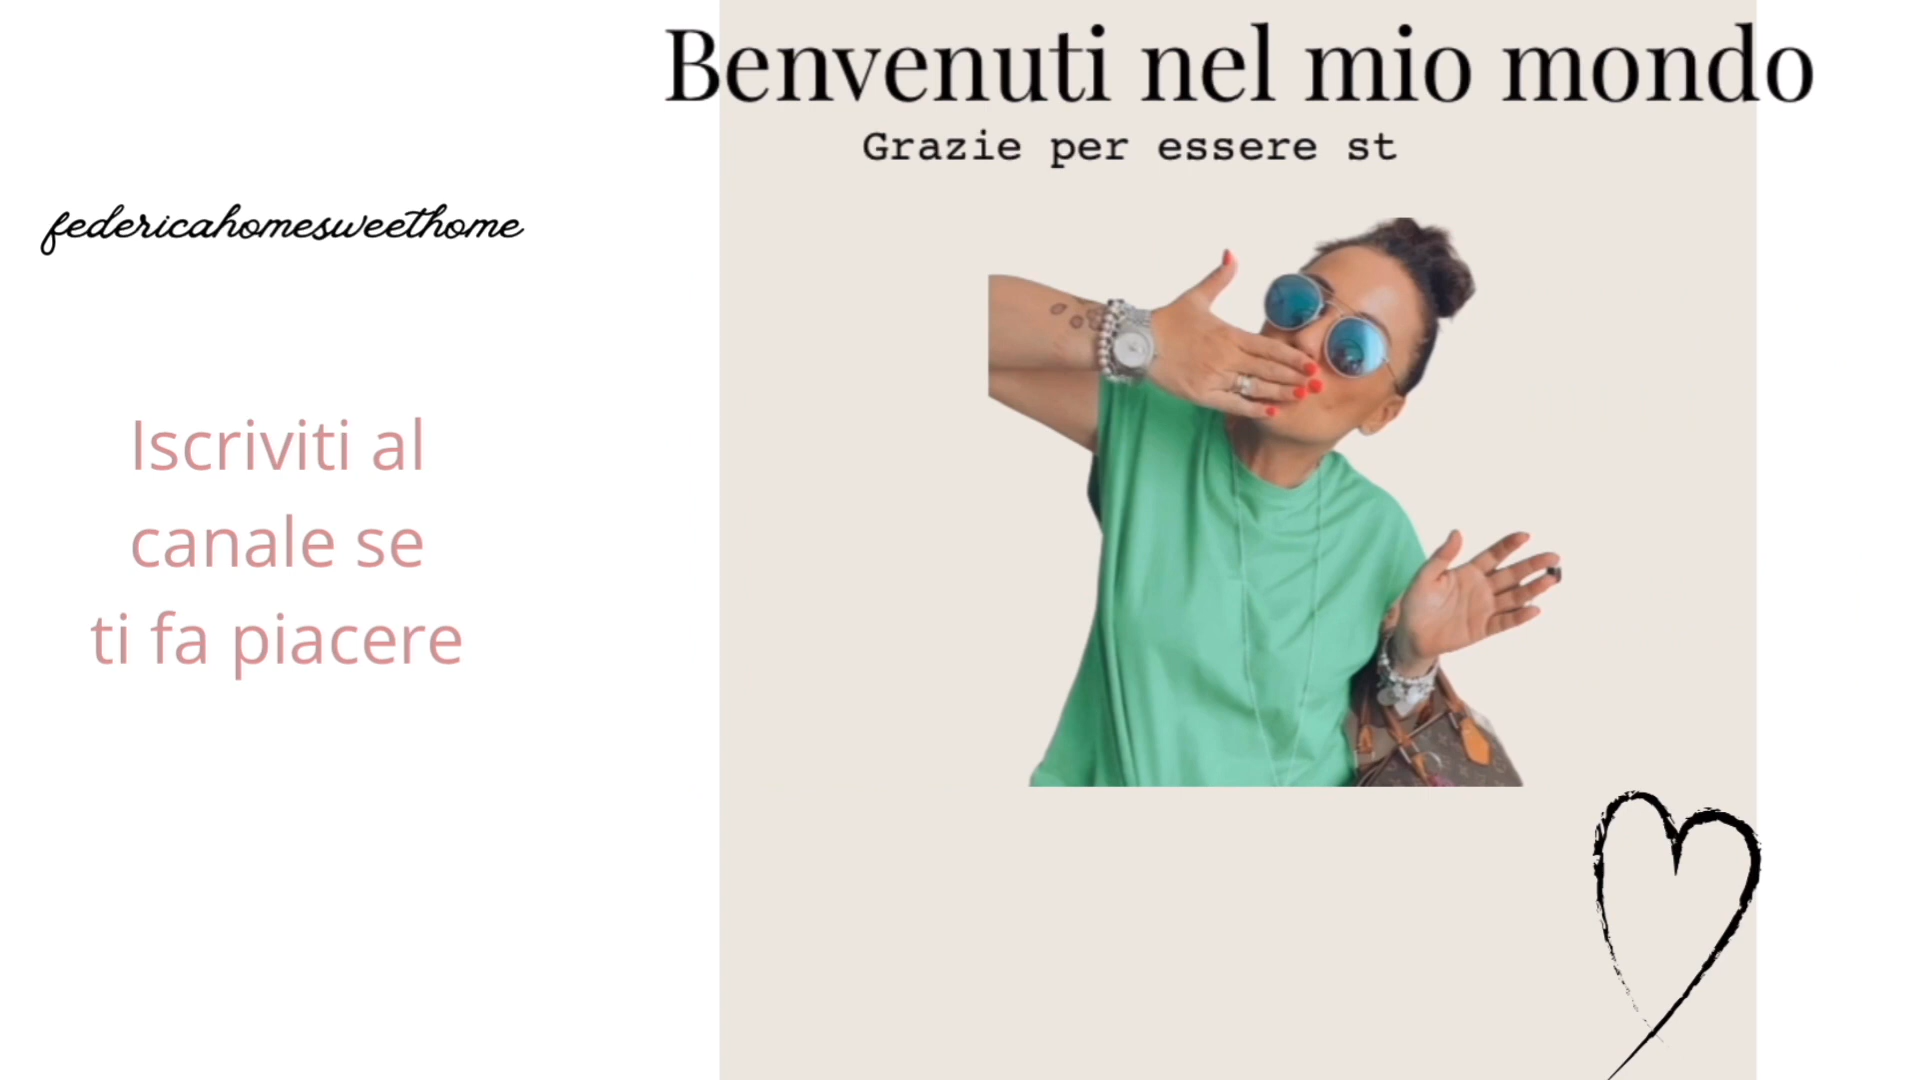 Benvenuti nel mio mondo
Grazie per essere st
federicahomesweethome
Iscriviti al
canale se
ti fa piacere